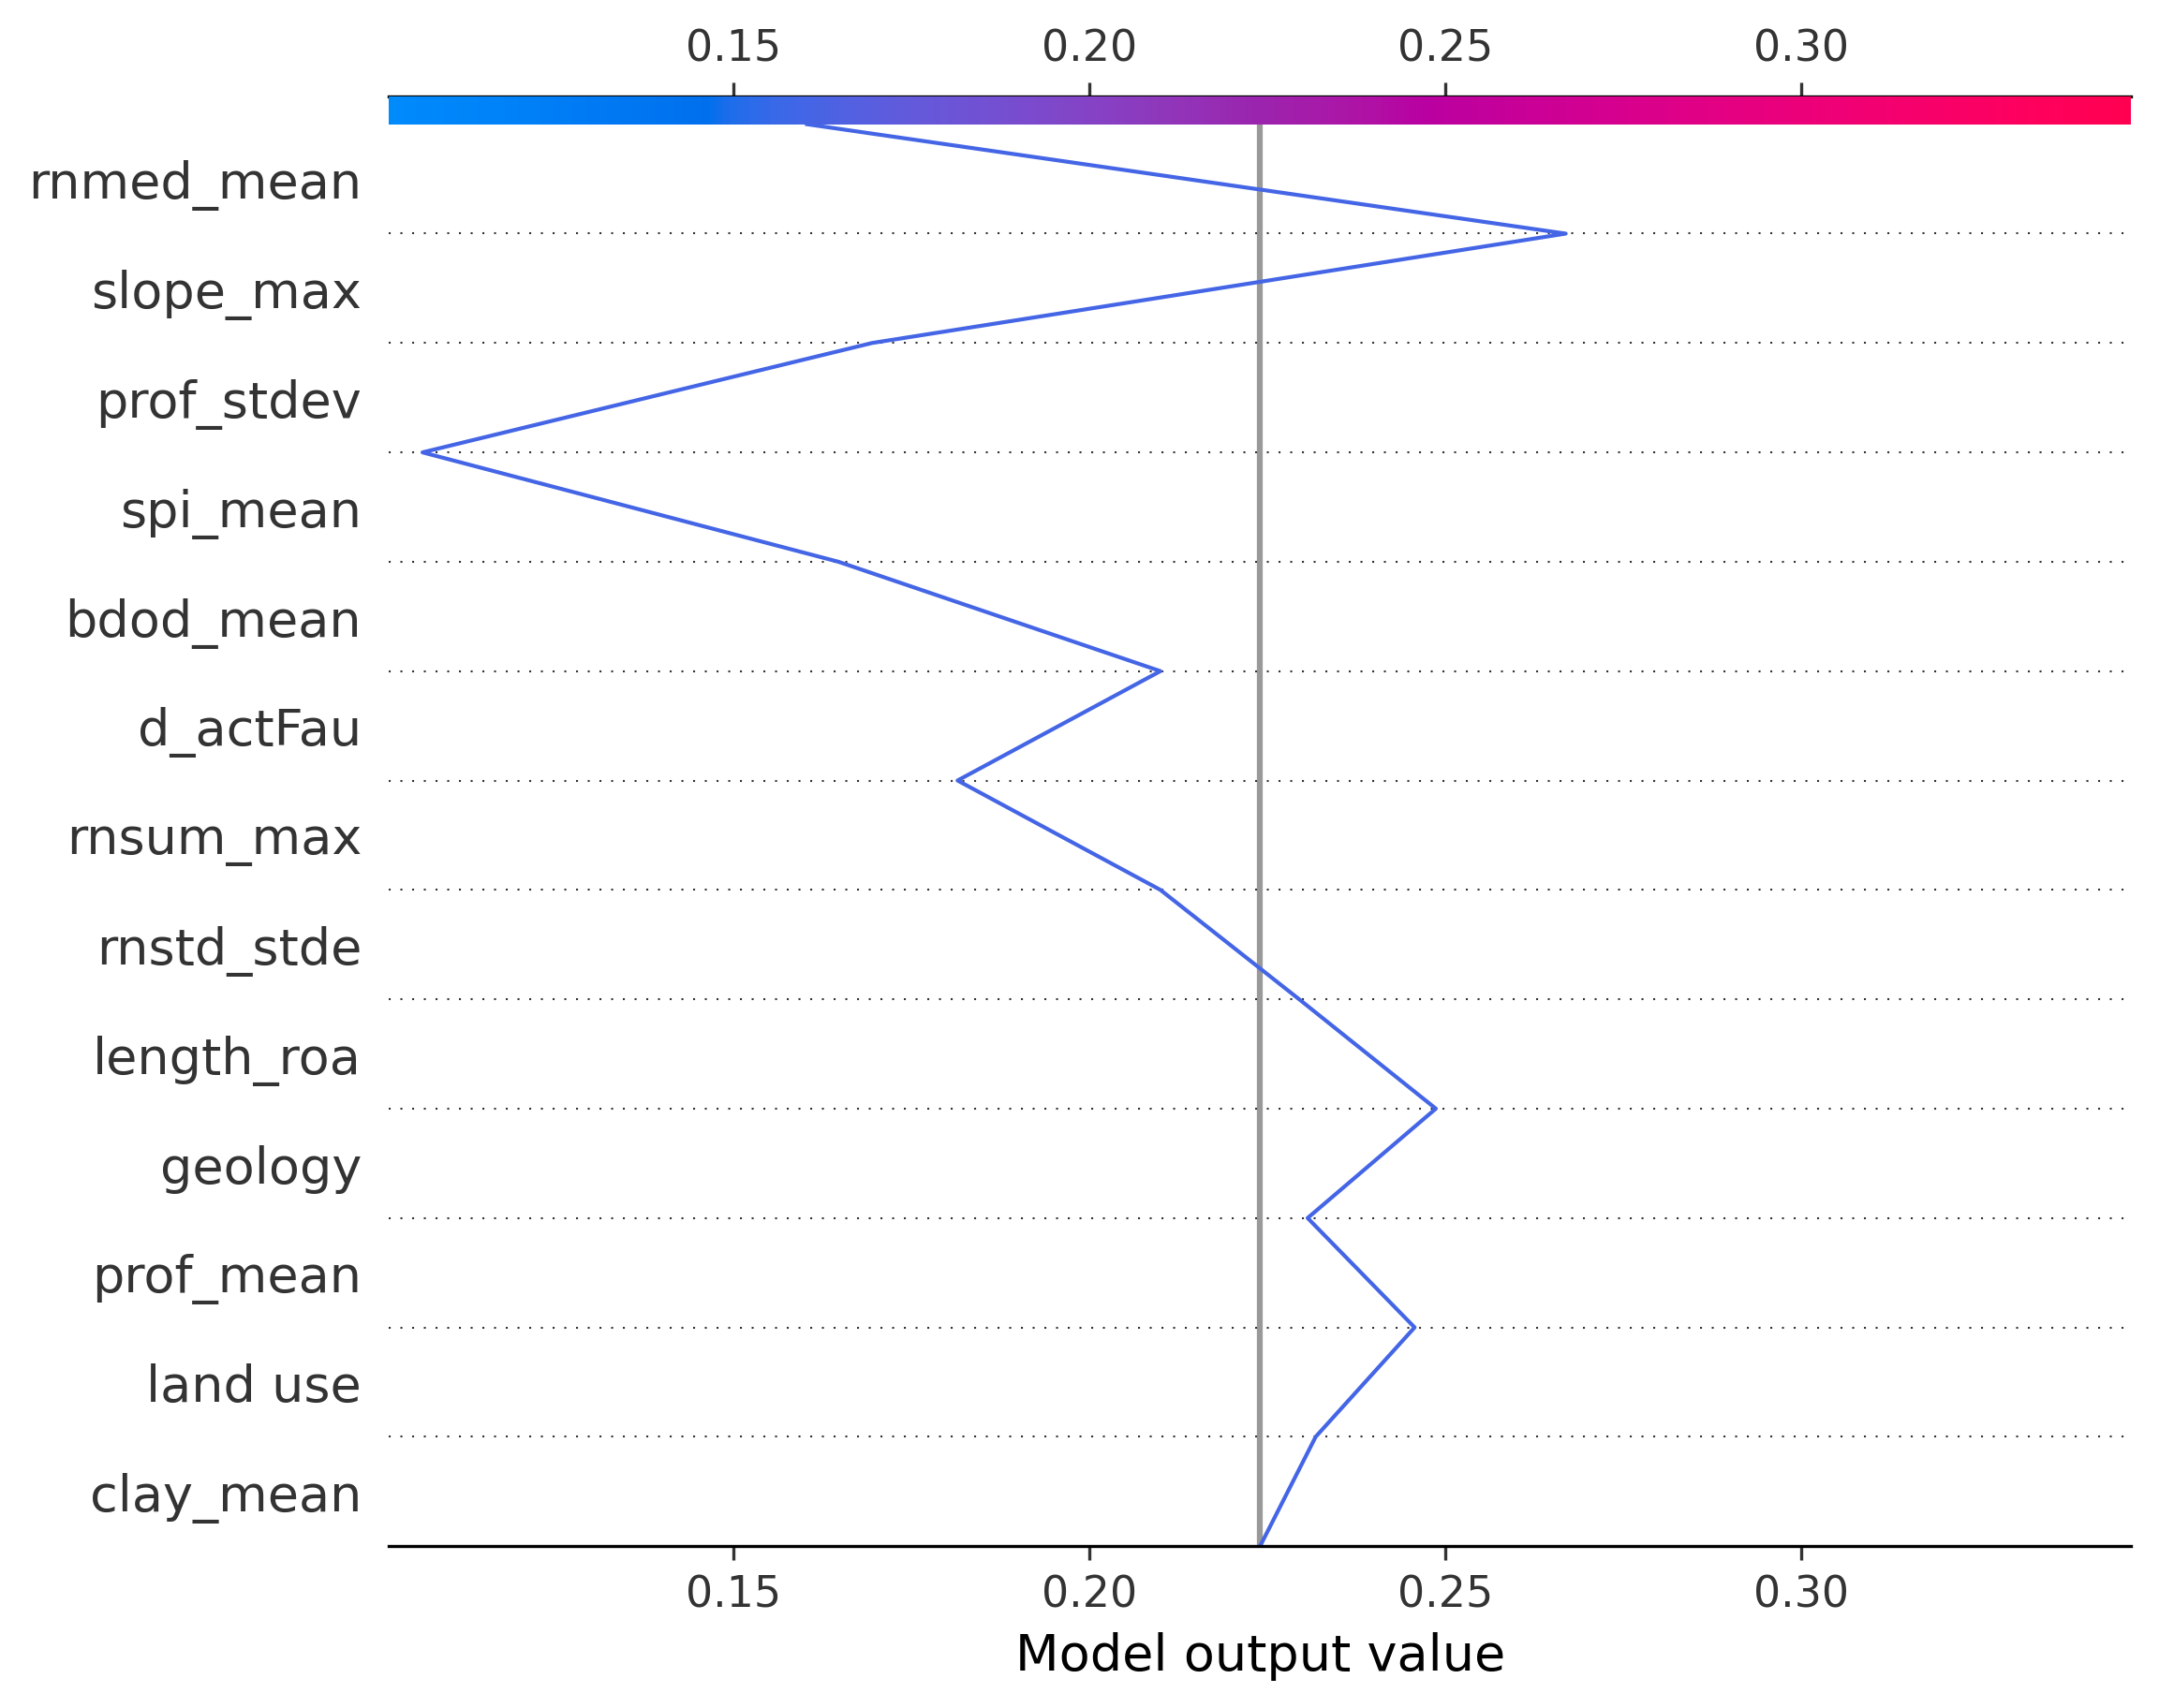 0.15 0.20 0.25 0.30
rnmed_mean
slope_max
prof_stdev
spi_mean
bdod_mean
d_actFau
rnsum_max
rnstd_stde
length_roa
geology
prof_mean
land use
clay_mean
0.15 0.20 0.25 0.30
Model output value